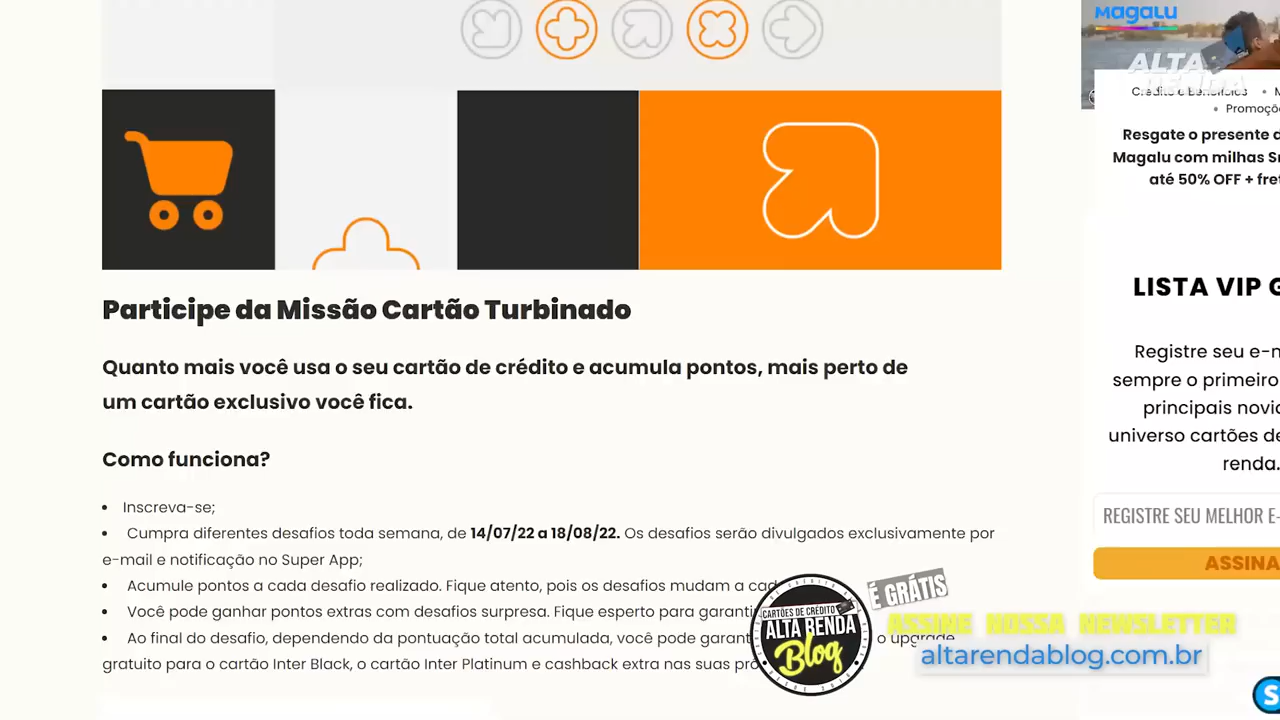 Magalu
ALTA
RENDA
Crédito e Benefícios
Promoçõ
Resgate o presente d
Magalu com milhas S
até 50% OFF + fret
Participe da Missão Cartão Turbinado
Quanto mais você usa o seu cartão de crédito e acumula pontos, mais perto de
um cartão exclusivo você fica.
Como funciona?
• Inscreva-se;
• Cumpra diferentes desafios toda semana, de 14/07/22 a 18/08/22. Os desafios serão divulgados exclusivamente por
e-mail e notificação no Super App;
• Acumule pontos a cada desafio realizado. Fique atento, pois os desafios mudam a cad
• Você pode ganhar pontos extras com desafios surpresa. Fique esperto para garanti
• Ao final do desafio, dependendo da pontuação total acumulada, você pode garant o upgrade
gratuito para o cartão Inter Black, o cartão Inter Platinum e cashback extra nas suas pró
LISTA VIP G
Registre seu e-m
sempre o primeiro
principais novid
universo cartões de
renda.
REGISTRE SEU MELHOR E-
ASSINA
CARTÕES DE CRÉDITO
ALTA RENDA
Blog
É GRÁTIS
ASSINE NOSSA NEWSLETTER
altarendablog.com.br
S